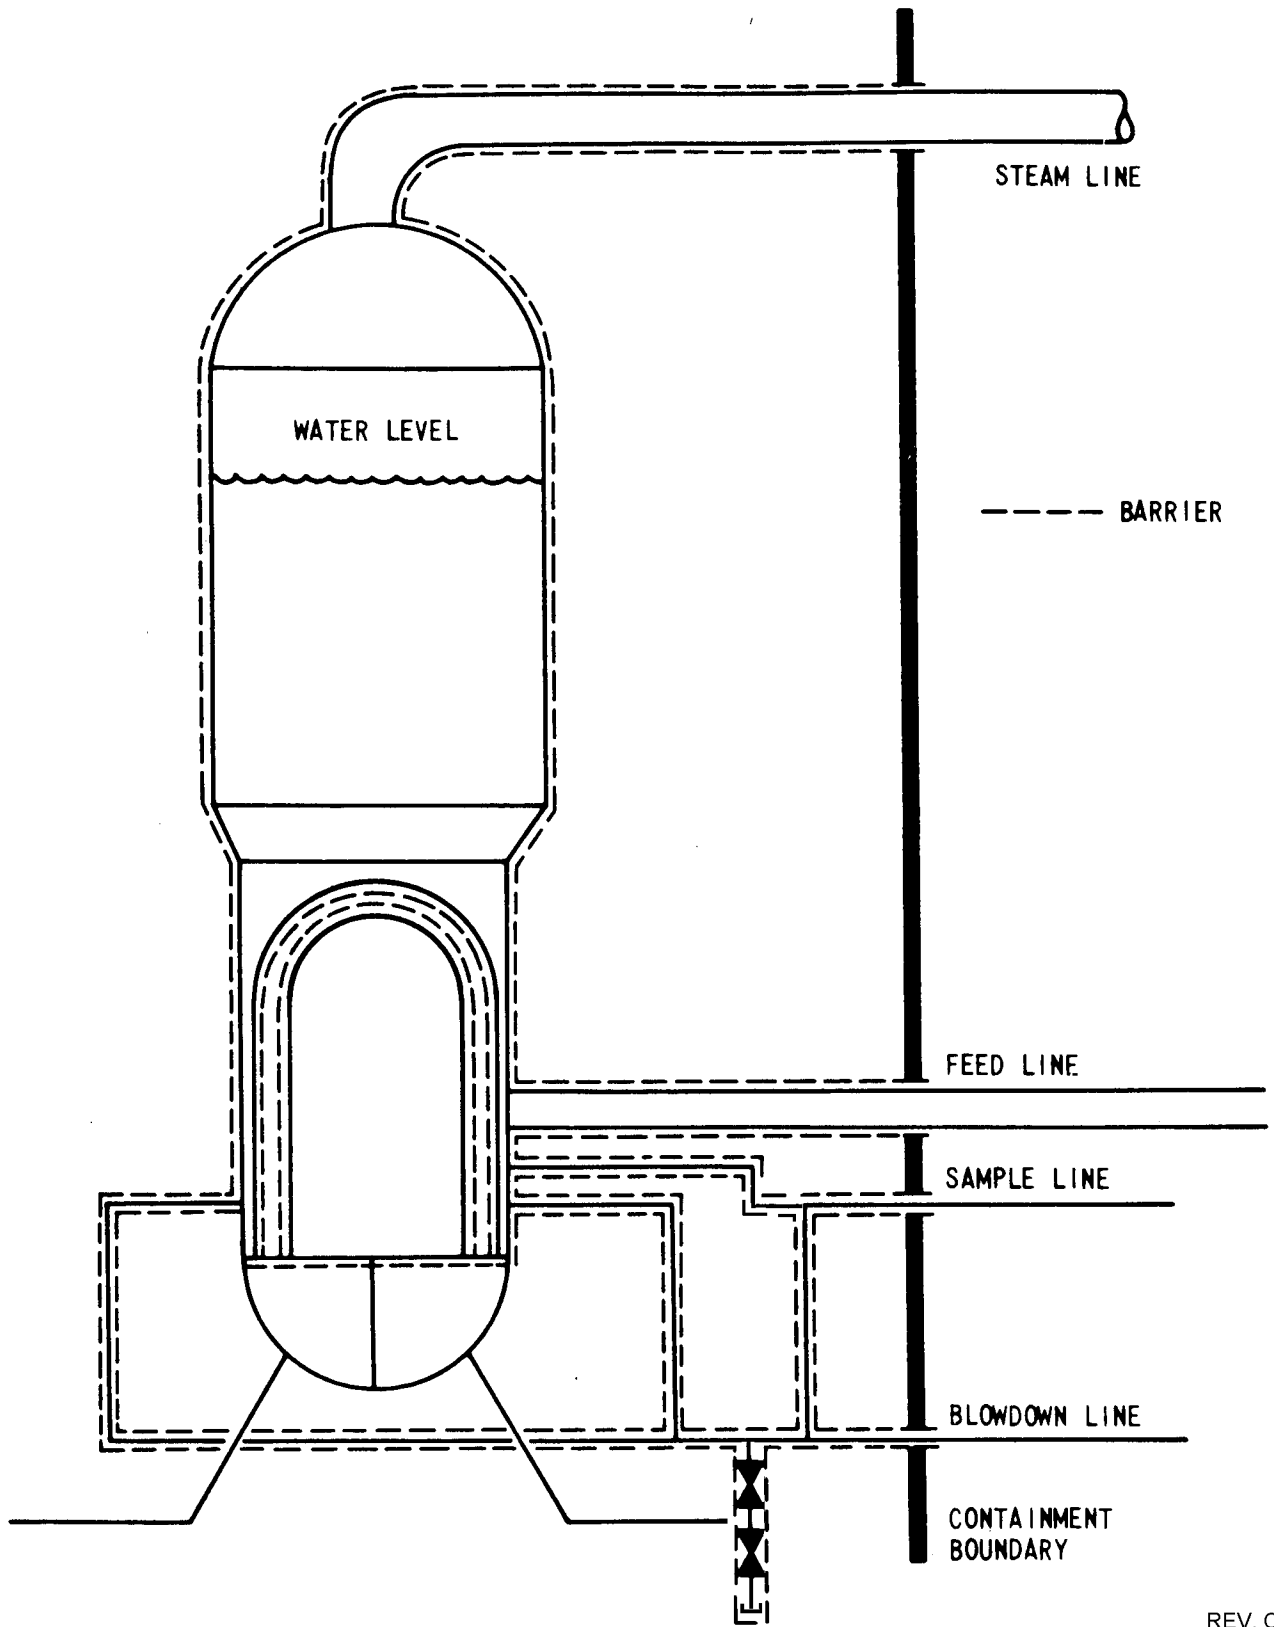 STEAM LINE
WATER LEVEL
BARRIER
FEED LINE
SAMPLE LINE
BLOWDOWN LINE
CONTAINMENT
BOUNDARY
REV.